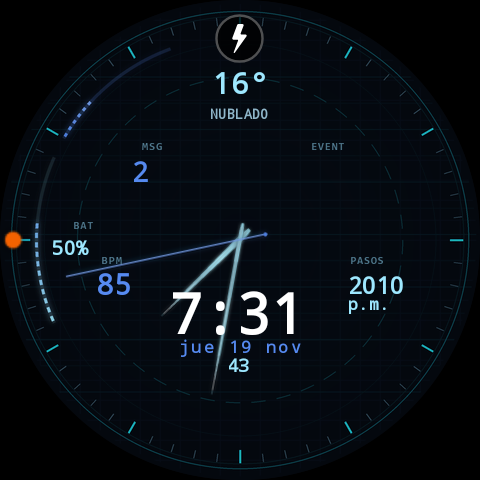 16°
NUBLADO
MSG
EVENT
2
BAT
50%
BPM
85
PASOS
2010
p.m.
7:31
jue 19 nov
43